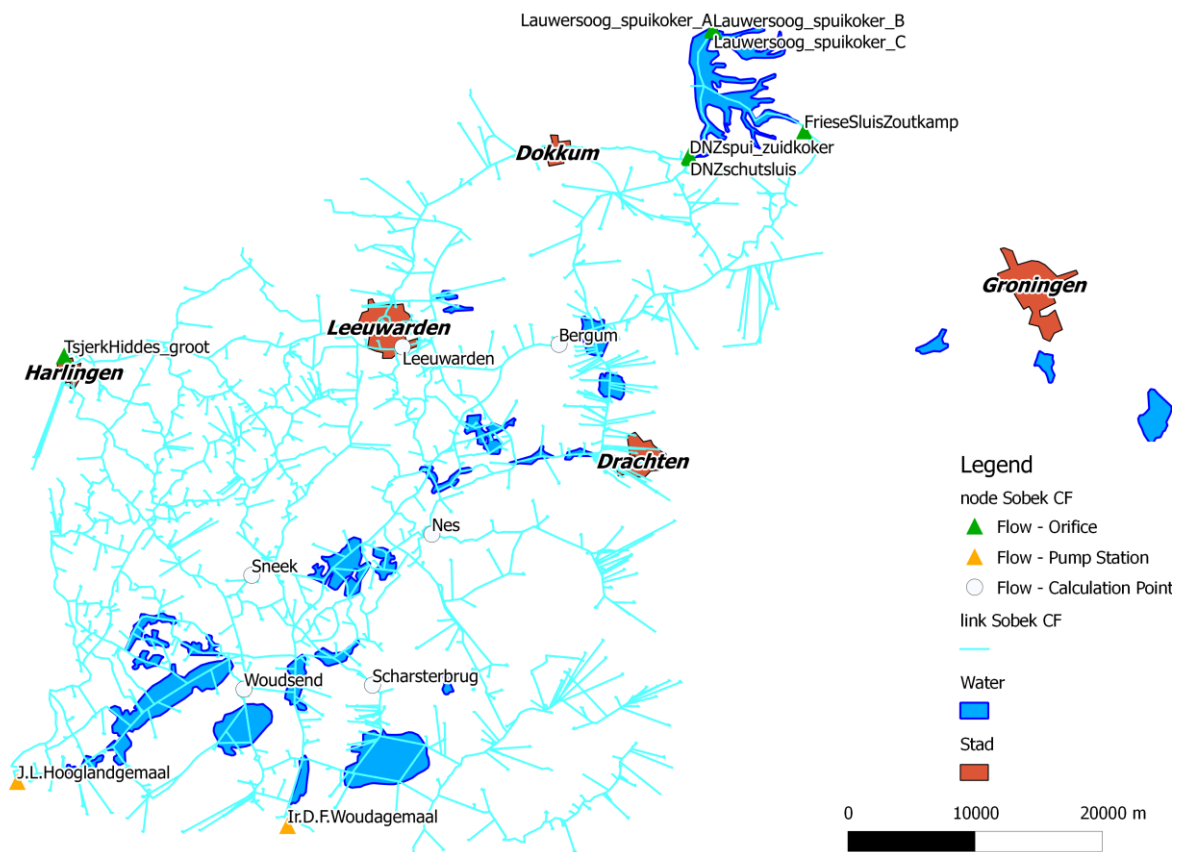 Lauwersoog_spuikoker_A
Lauwersoog_spuikoker_B
Lauwersoog_spuikoker_C
FrieseSluisZoutkamp
DNZspui_zuidkoker
DNZschutsluis
Dokkum
Groningen
Leeuwarden
Bergum
Leeuwarden
TsjerkHiddes_groot
Harlingen
Drachten
Nes
Sneek
Woudsend
Scharsterbrug
J.L.Hooglandgemaal
Ir.D.F.Woudagemaal
Legend
node Sobek CF
Flow - Orifice
Flow - Pump Station
Flow - Calculation Point
link Sobek CF
Water
Stad
0 10000 20000 m